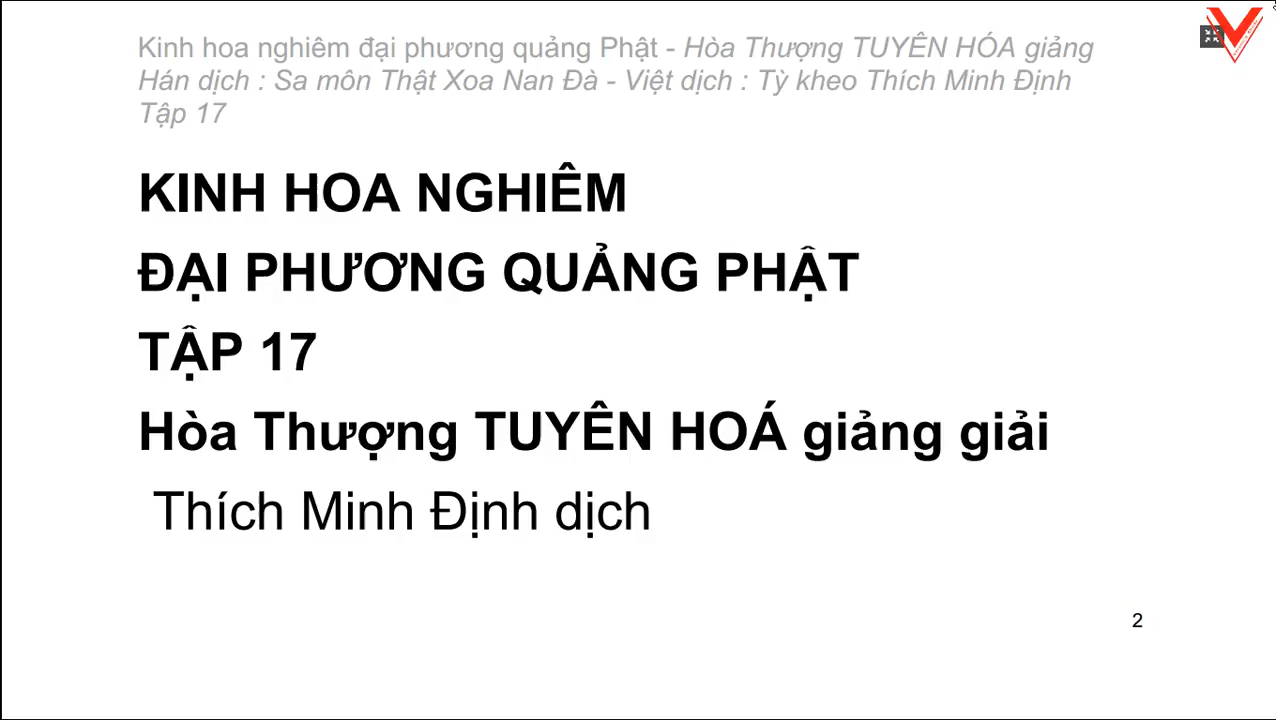 Kinh hoa nghiêm đại phương quảng Phật - Hòa Thượng TUYÊN HÓA giảng
Hán dịch : Sa môn Thật Xoa Nan Đà - Việt dịch : Tỳ kheo Thích Minh Định
Tập 17
KINH HOA NGHIÊM
ĐẠI PHƯƠNG QUẢNG PHẬT
TẬP 17
Hòa Thượng TUYÊN HOÁ giảng giải
Thích Minh Định dịch
2